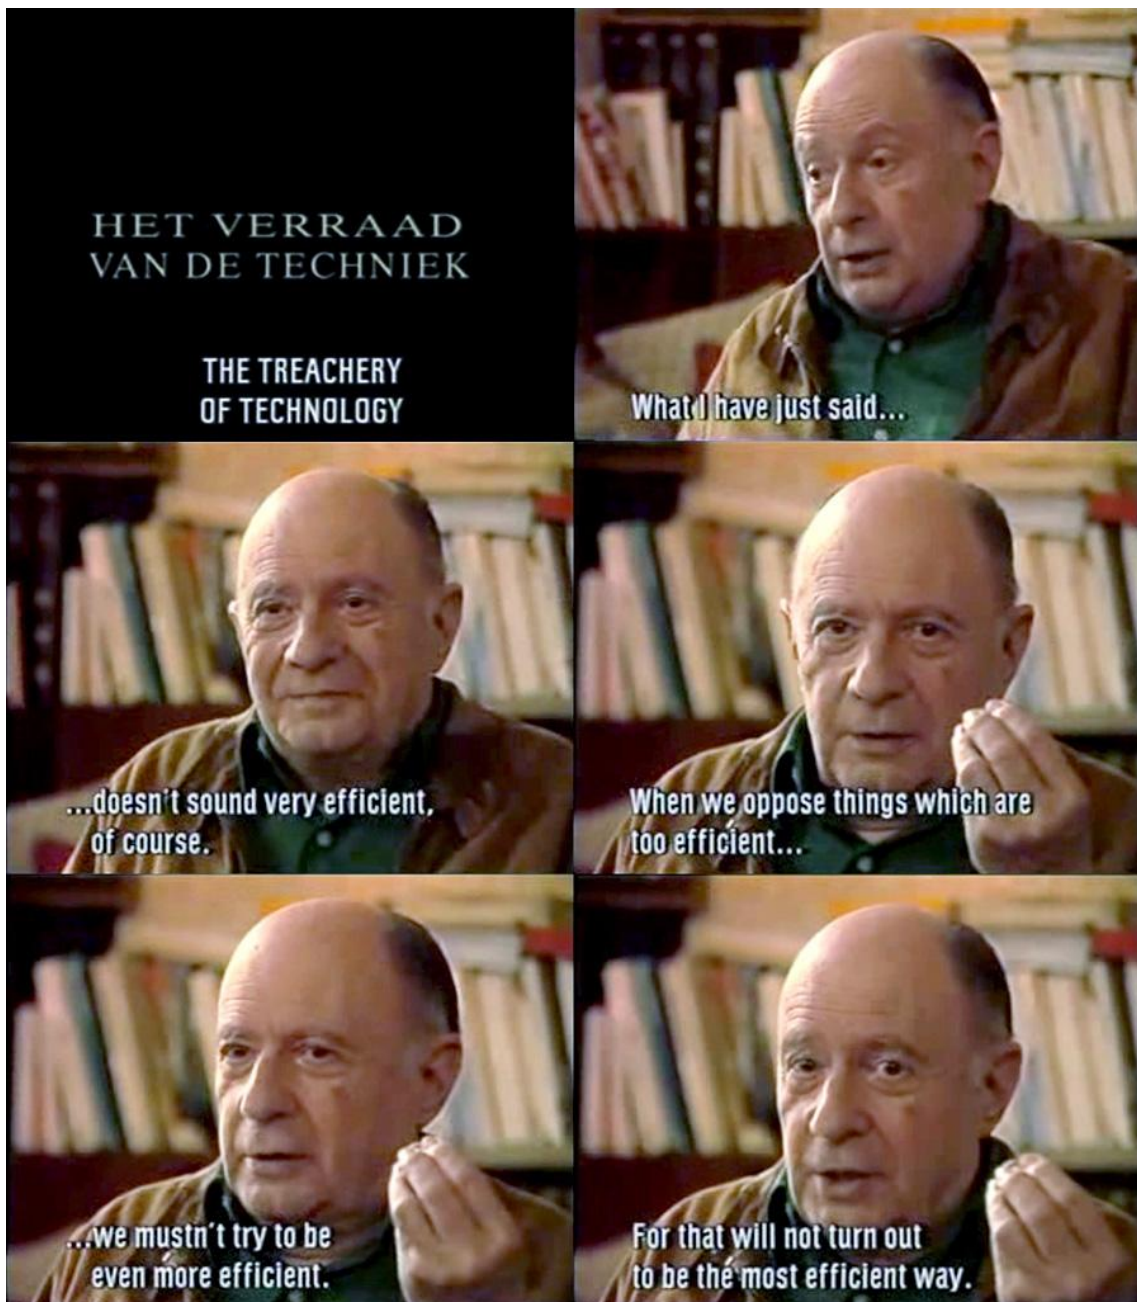 HET VERRAAD
VAN DE TECHNIEK
THE TREACHERY
OF TECHNOLOGY
What I have just said...
...doesn't sound very efficient,
of course.
When we oppose things which are
too efficient...
...we mustn't try to be
even more efficient.
For that will not turn out
to be the most efficient way.